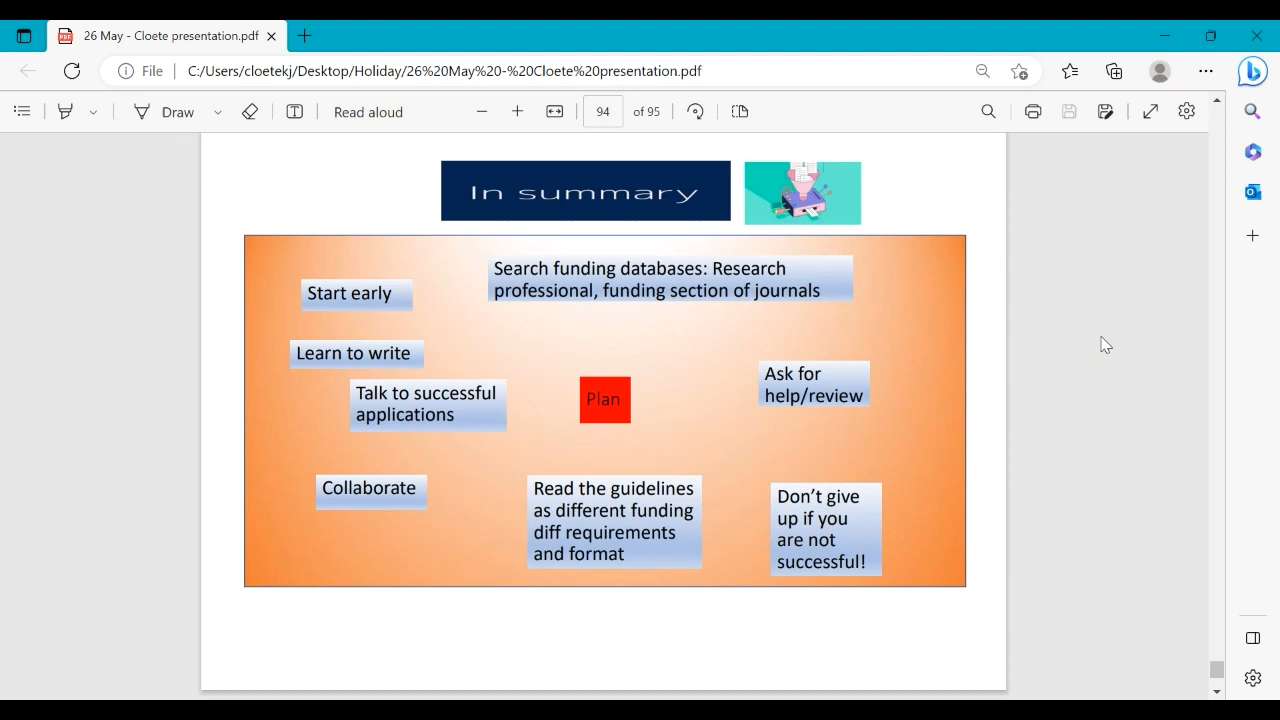 26 May - Cloete presentation.pdf
File
C:/Users/cloetekj/Desktop/Holiday/26%20May%20-%20Cloete%20presentation.pdf
Draw
Read aloud
94
of 95
In summary
Search funding databases: Research
professional, funding section of journals
Start early
Learn to write
Talk to successful
applications
Plan
Ask for
help/review
Collaborate
Read the guidelines
as different funding
diff requirements
and format
Don't give
up if you
are not
successful!